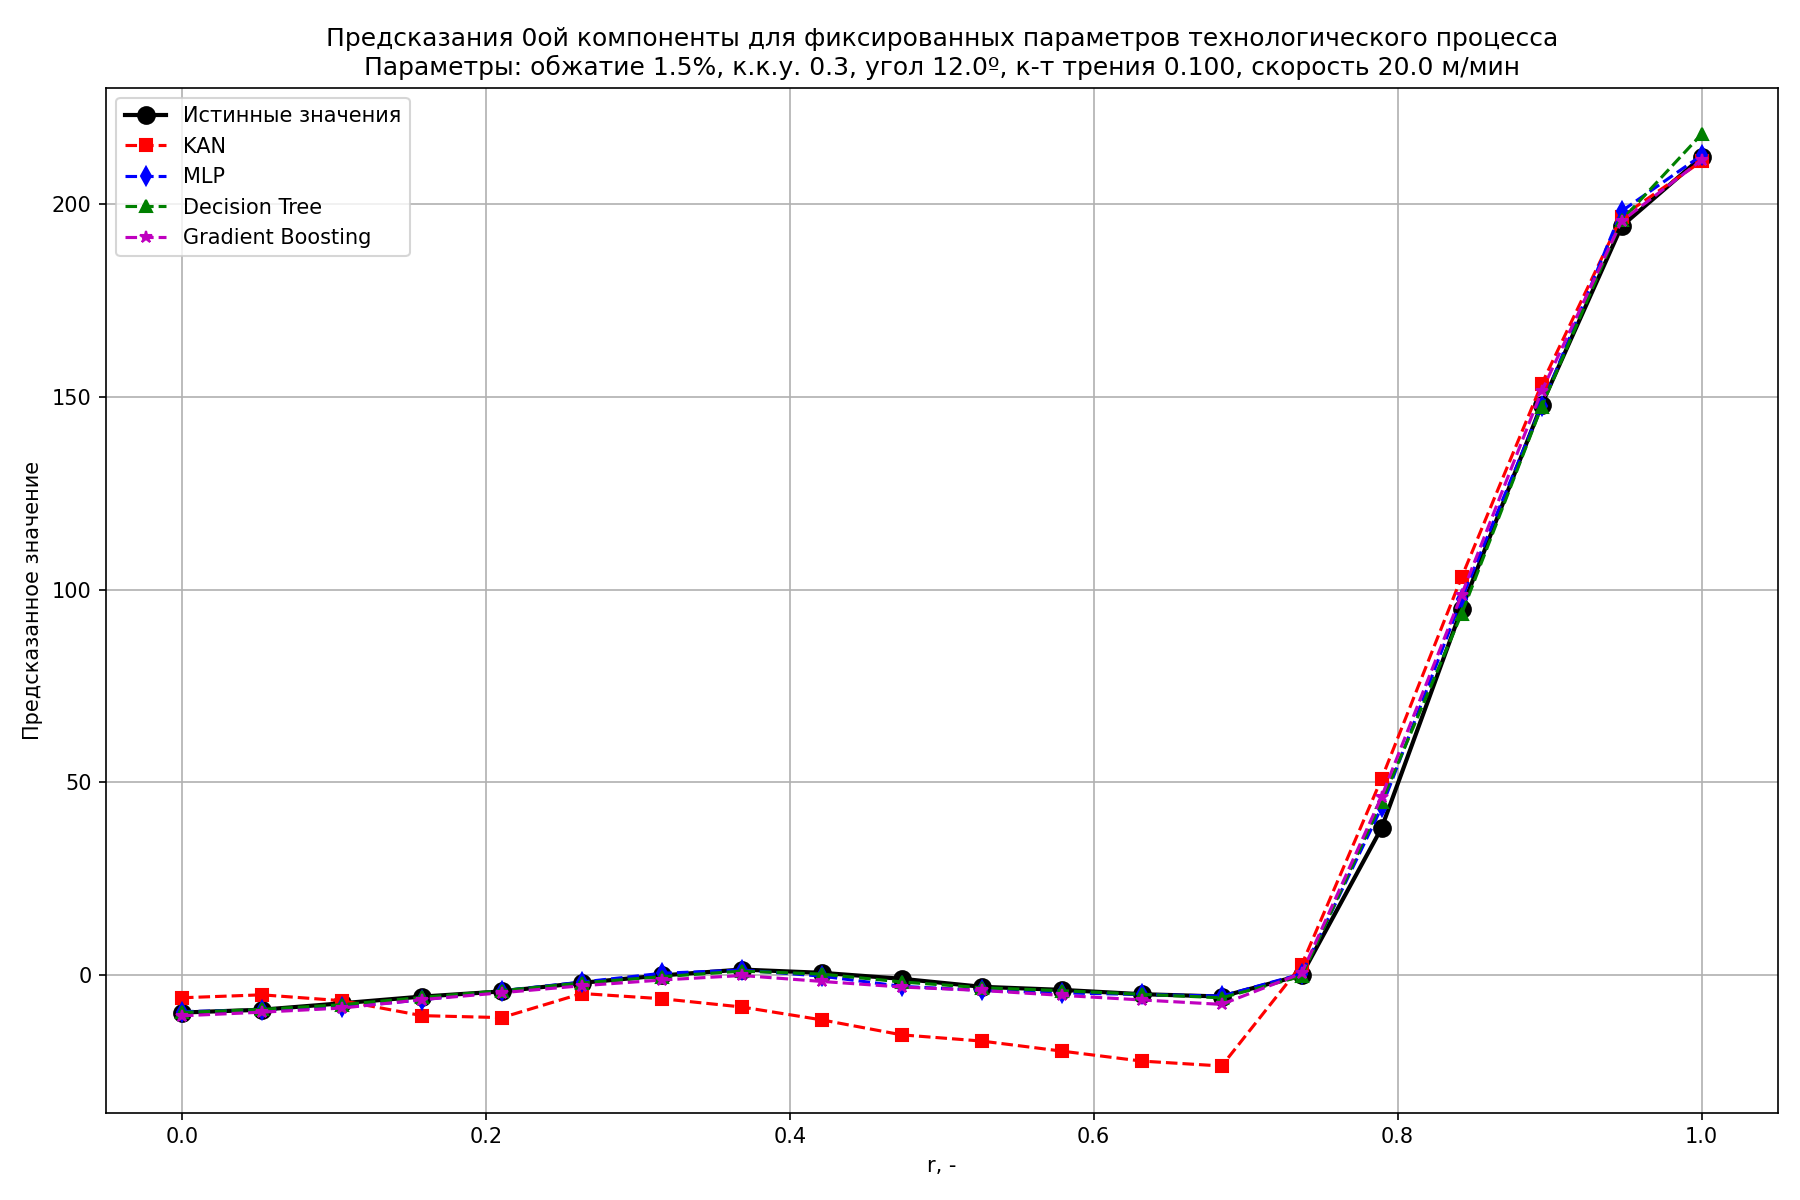 Предсказания 0ой компоненты для фиксированных параметров технологического процесса
Параметры: обжатие 1.5%, к.к.у. 0.3, угол 12.0º, к-т трения 0.100, скорость 20.0 м/мин
Истинные значения
KAN
MLP
Decision Tree
Gradient Boosting
Предсказанное значение
200
150
100
50
0
0.0
0.2
0.4
0.6
0.8
1.0
r, -